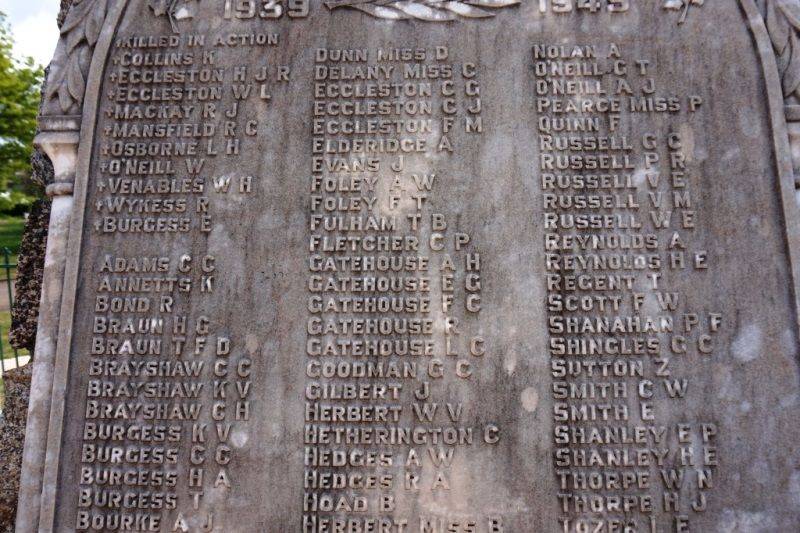 1939
1945
+KILLED IN ACTION
+COLLINS K
+ECCLESTON H J R
+ECCLESTON W L
+MACKAY R J
+MANSFIELD R C
+OSBORNE L H
+O'NEILL W
+VENABLES W H
+WYKESS R
+BURGESS E
ADAMS C C
ANNETTS K
BOND R
BRAUN H G
BRAUN T F D
BRAYSHAW C C
BRAYSHAW K V
BRAYSHAW C H
BURGESS K V
BURGESS C G
BURGESS H A
BURGESS T
BOURKE A J
DUNN MISS D
DELANY MISS C
ECCLESTON C G
ECCLESTON C J
ECCLESTON F M
ELDERIDGE A
EVANS J
FOLEY A W
FOLEY F T
FULHAM T B
FLETCHER C P
GATEHOUSE A H
GATEHOUSE E G
GATEHOUSE F C
GATEHOUSE R
GATEHOUSE L G
GOODMAN G C
GILBERT J
HERBERT W V
HETHERINGTON C
HEDGES A W
HEDGES R A
HOAD B
HERBERT MISS B
NOLAN A
O'NEILL G T
O'NEILL A J
PEARCE MISS P
QUINN F
RUSSELL G C
RUSSELL P R
RUSSELL V E
RUSSELL V M
RUSSELL W E
REYNOLDS A
REYNOLDS H E
REGENT T
SCOTT F W
SHANAHAN P F
SHINGLES G C
SUTTON Z
SMITH C W
SMITH E
SHANLEY E P
SHANLEY H E
THORPE W N
THORPE H J
TOZER L E